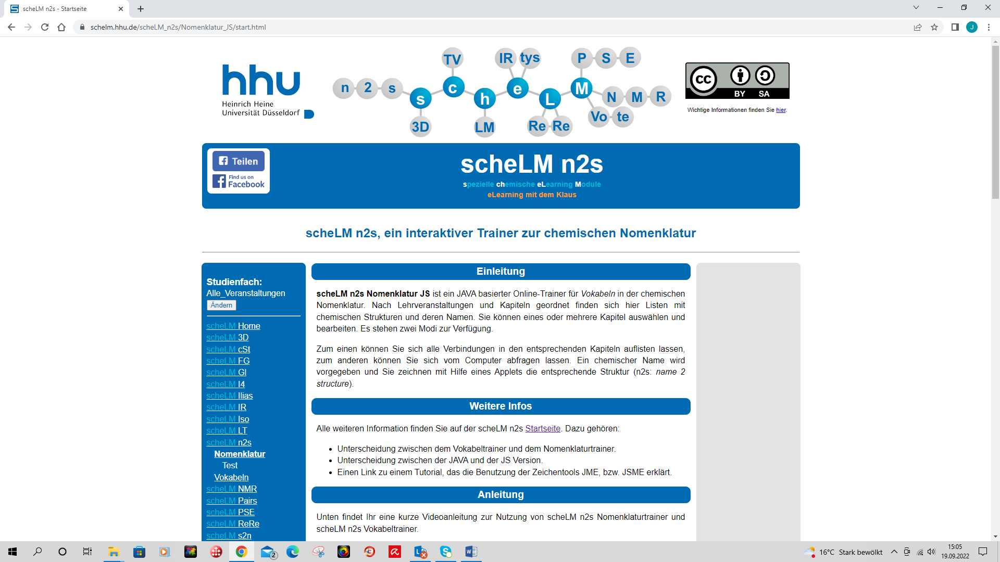 scheLM n2s - Startseite
schelm.hhu.de/scheLM_n2s/Nomenklatur_JS/start.html
J
hhu
Heinrich Heine
Universität Düsseldorf
TV
IR tys
P S E
n 2 s
s c h e L M
N M R
Vo te
3D
LM
Re Re
cc
BY SA
Wichtige Informationen finden Sie hier.
Teilen
Find us on
Facebook
scheLM n2s
spezielle chemische eLearning Module
eLearning mit dem Klaus
scheLM n2s, ein interaktiver Trainer zur chemischen Nomenklatur
Studienfach:
Alle_Veranstaltungen
Ändern
scheLM Home
scheLM 3D
scheLM cSt
scheLM FG
scheLM GI
scheLM I4
scheLM Ilias
scheLM IR
scheLM Iso
scheLM LT
scheLM n2s
Nomenklatur
Test
Vokabeln
scheLM NMR
scheLM Pairs
scheLM PSE
scheLM ReRe
scheLM s2n
Einleitung
scheLM n2s Nomenklatur JS ist ein JAVA basierter Online-Trainer für Vokabeln in der chemischen
Nomenklatur. Nach Lehrveranstaltungen und Kapiteln geordnet finden sich hier Listen mit
chemischen Strukturen und deren Namen. Sie können eines oder mehrere Kapitel auswählen und
bearbeiten. Es stehen zwei Modi zur Verfügung.
Zum einen können Sie sich alle Verbindungen in den entsprechenden Kapiteln auflisten lassen,
zum anderen können Sie sich vom Computer abfragen lassen. Ein chemischer Name wird
vorgegeben und Sie zeichnen mit Hilfe eines Applets die entsprechende Struktur (n2s: name 2
structure).
Weitere Infos
Alle weiteren Information finden Sie auf der scheLM n2s Startseite. Dazu gehören:
• Unterscheidung zwischen dem Vokabeltrainer und dem Nomenklaturtrainer.
• Unterscheidung zwischen der JAVA und der JS Version.
• Einen Link zu einem Tutorial, das die Benutzung der Zeichentools JME, bzw. JSME erklärt.
Anleitung
Unten findet Ihr eine kurze Videoanleitung zur Nutzung von scheLM n2s Nomenklaturtrainer und
scheLM n2s Vokabeltrainer.
2
16°C Stark bewölkt
15:05
19.09.2022